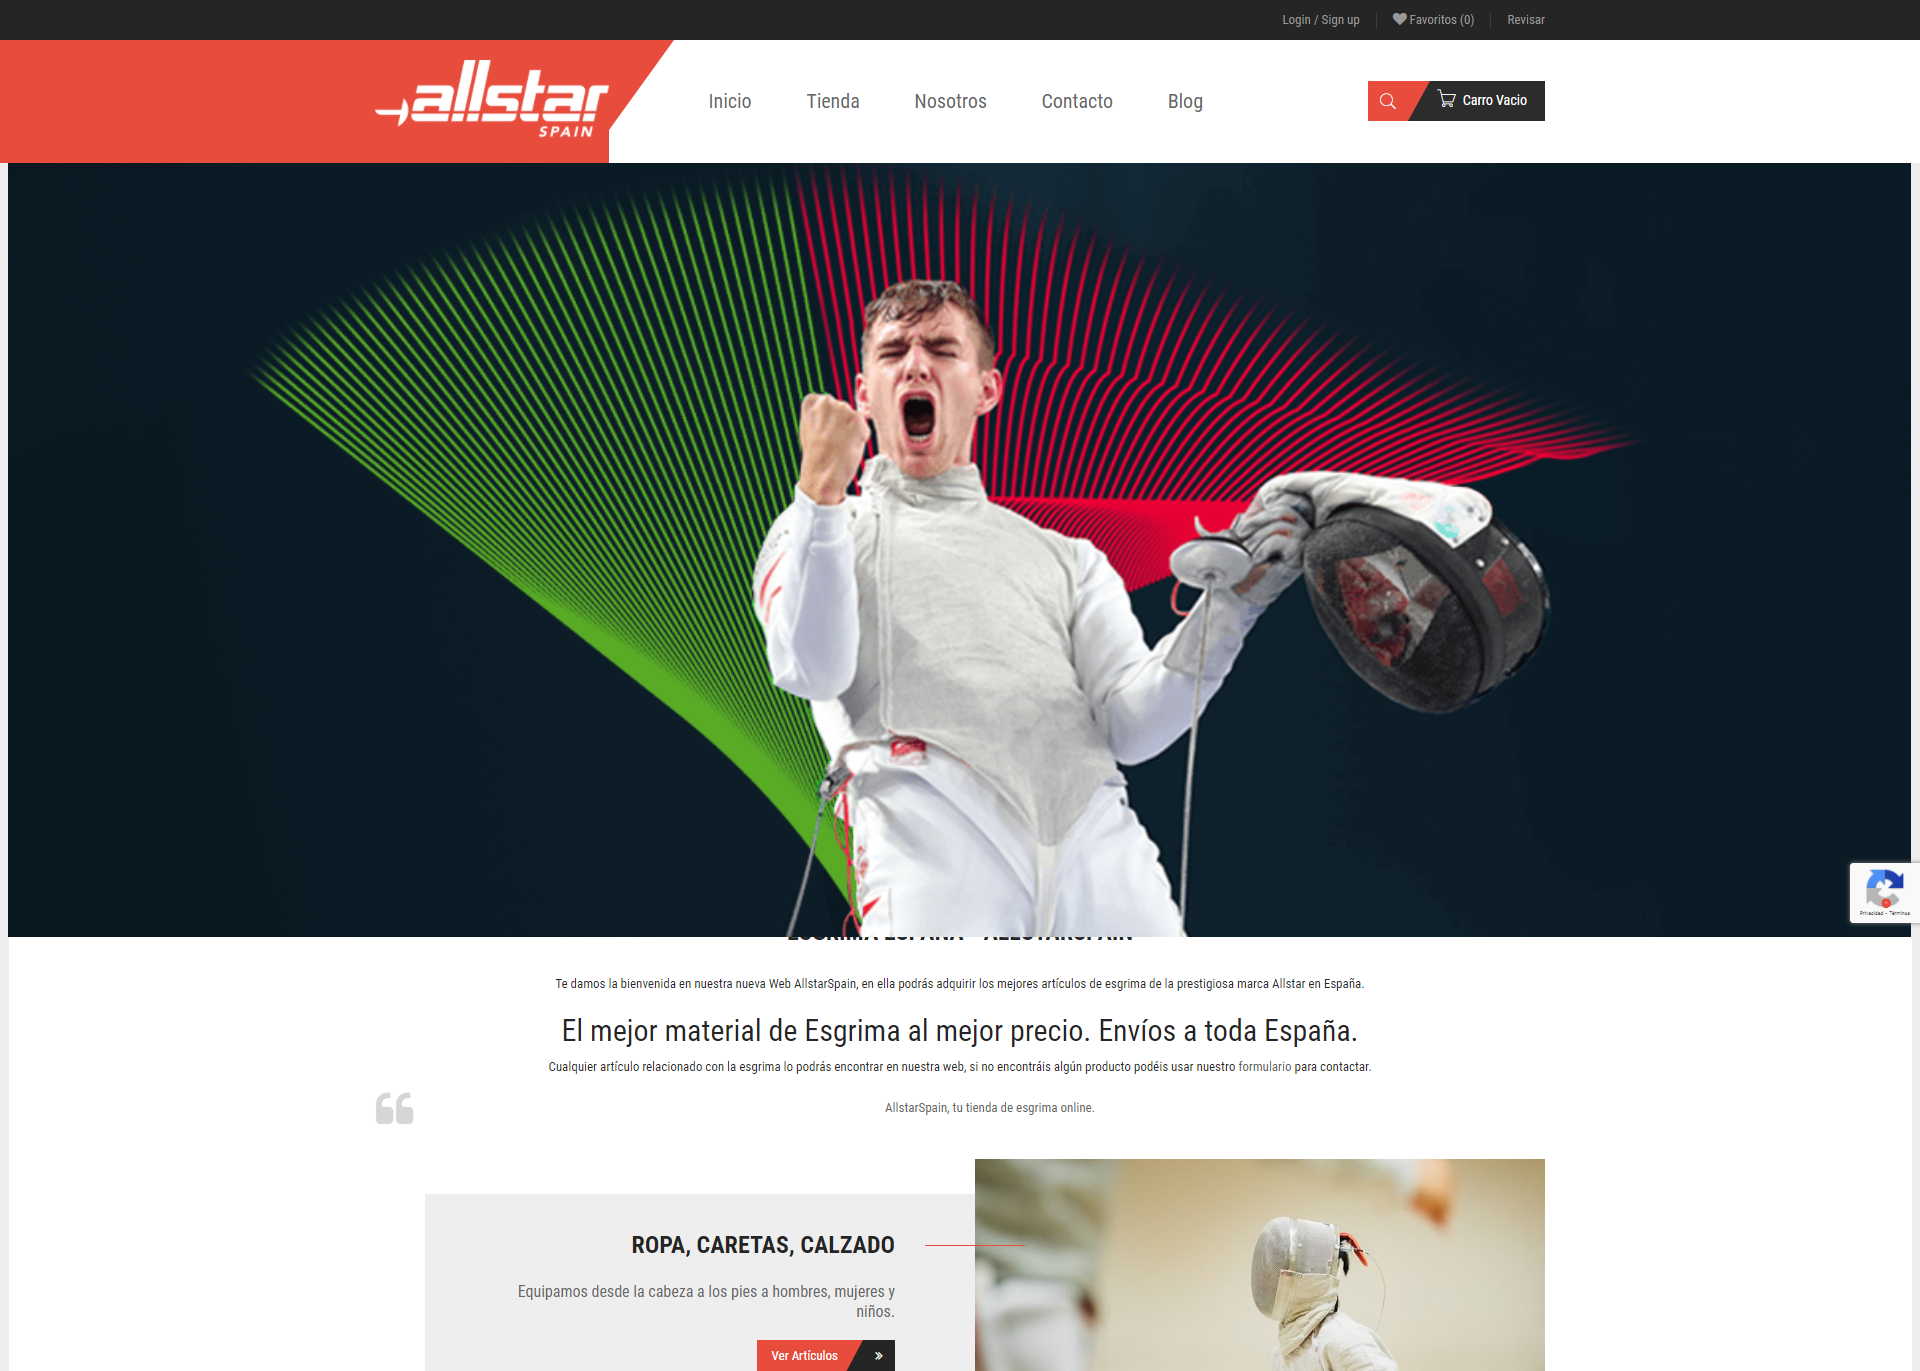 Login / Sign up
Favoritos (0)
Revisar
allstar
SPAIN
Inicio
Tienda
Nosotros
Contacto
Blog
Carro Vacio
ESGRIMA ESPAÑA - ALLSTARSPAIN
Te damos la bienvenida en nuestra nueva Web AllstarSpain, en ella podrás adquirir los mejores artículos de esgrima de la prestigiosa marca Allstar en España.
El mejor material de Esgrima al mejor precio. Envíos a toda España.
Cualquier artículo relacionado con la esgrima lo podrás encontrar en nuestra web, si no encontráis algún producto podéis usar nuestro formulario para contactar.
AllstarSpain, tu tienda de esgrima online.
ROPA, CARETAS, CALZADO
Equipamos desde la cabeza a los pies a hombres, mujeres y
niños.
Ver Artículos
Privacidad - Términos